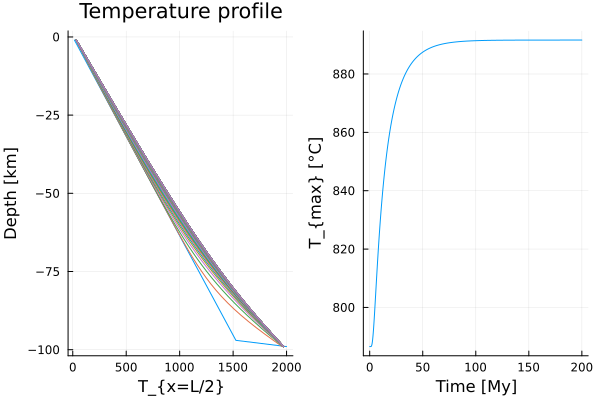 Temperature profile
0
−25
−50
−75
−100
Depth [km]
0 500 1000 1500 2000
T_{x=L/2}
880
860
840
820
800
T_{max} [°C]
0 50 100 150 200
Time [My]